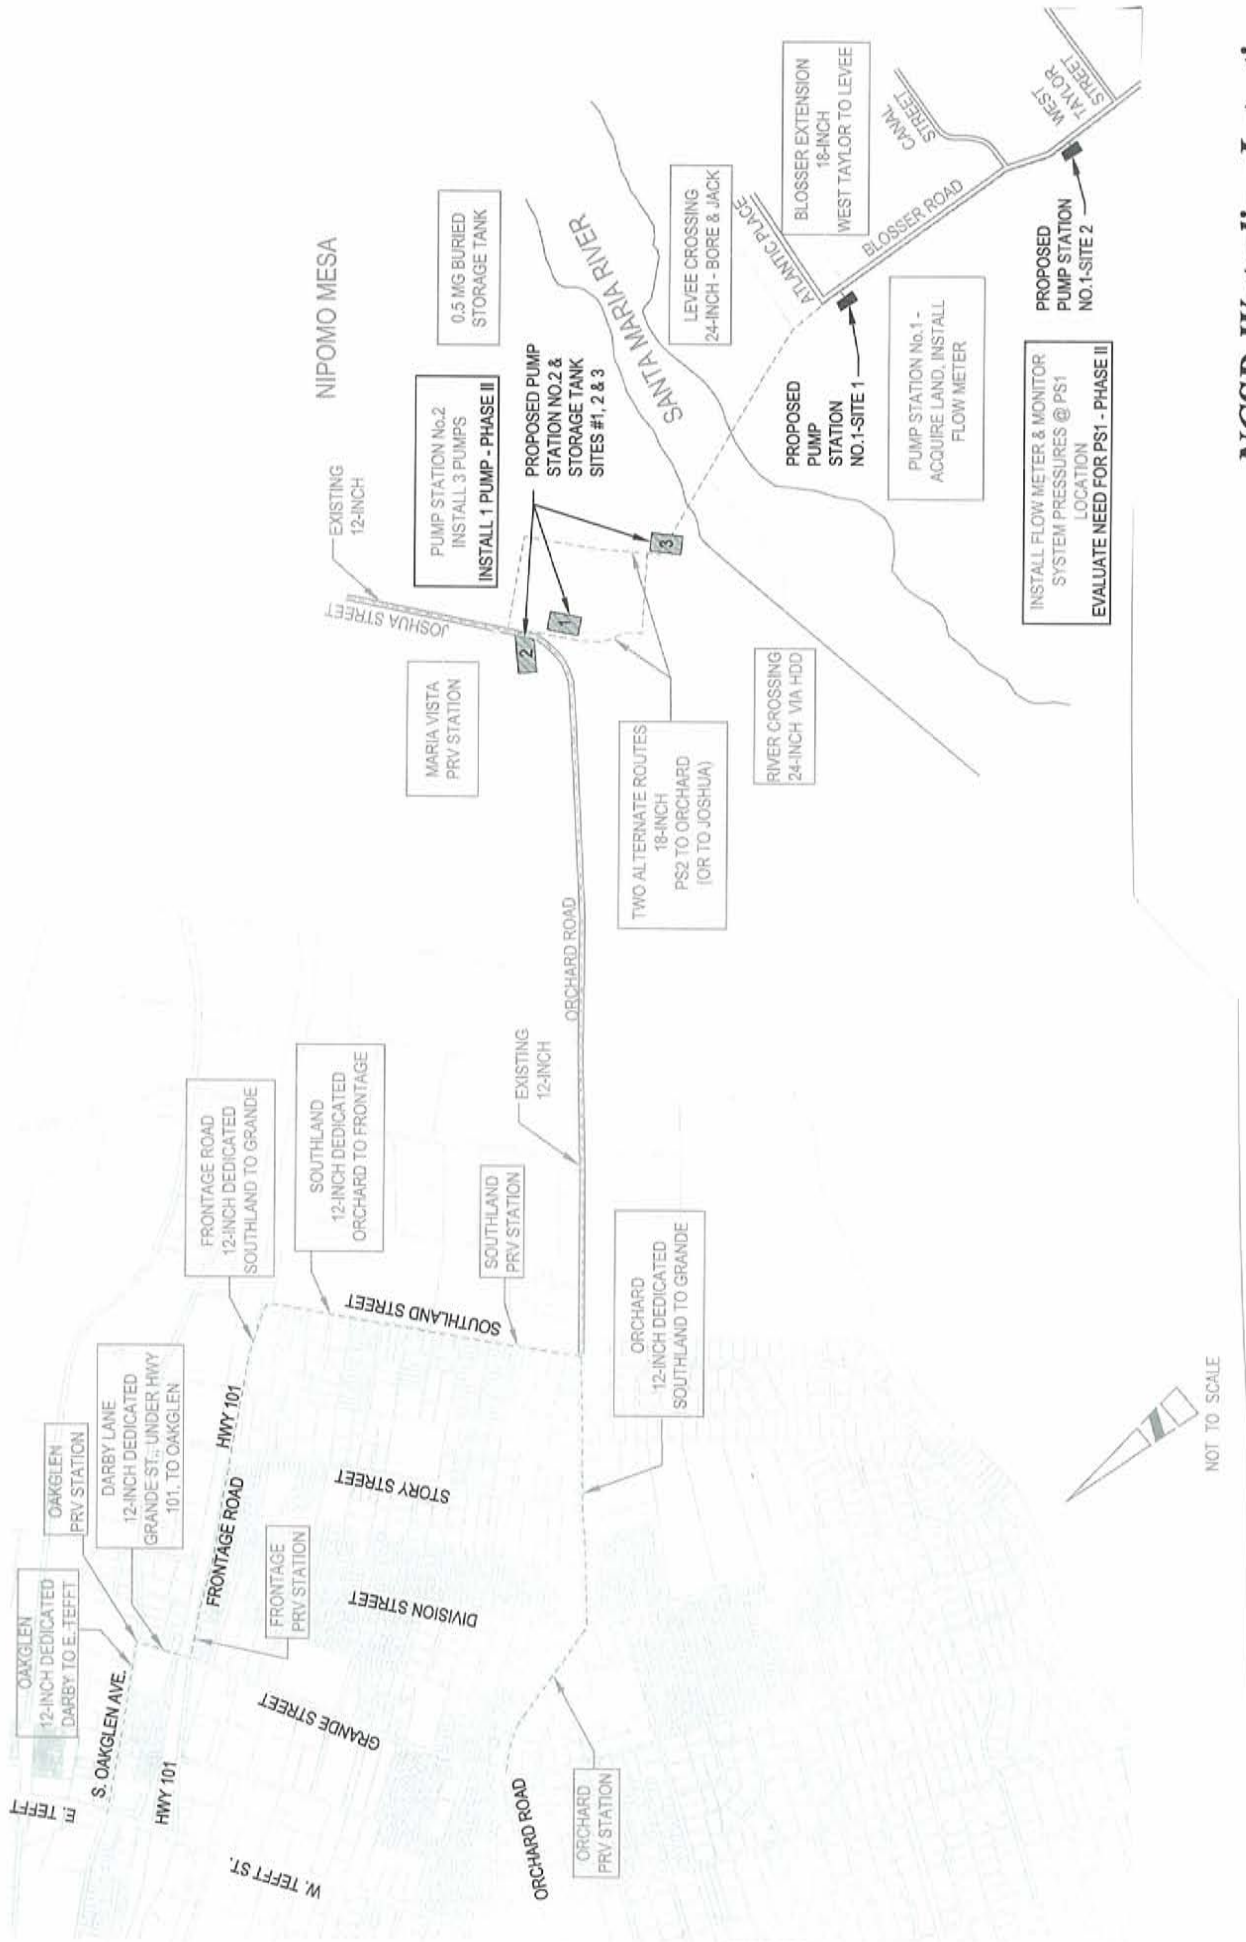 OAKGLEN
12-INCH DEDICATED
DARBY TO E. TEFFT
OAKGLEN
PRV STATION
DARBY LANE
12-INCH DEDICATED
GRANDE ST., UNDER HWY
101, TO OAKGLEN
FRONTAGE ROAD
12-INCH DEDICATED
SOUTHLAND TO GRANDE
SOUTHLAND
12-INCH DEDICATED
ORCHARD TO FRONTAGE
E. TEFFT
S. OAKGLEN AVE.
HWY 101
FRONTAGE ROAD
HWY 101
FRONTAGE
PRV STATION
W. TEFFT ST.
GRANDE STREET
DIVISION STREET
STORY STREET
SOUTHLAND STREET
SOUTHLAND
PRV STATION
EXISTING
12-INCH
ORCHARD ROAD
ORCHARD ROAD
ORCHARD
PRV STATION
ORCHARD
12-INCH DEDICATED
SOUTHLAND TO GRANDE
NIPOMO MESA
EXISTING
12-INCH
JOSHUA STREET
MARIA VISTA
PRV STATION
PUMP STATION No.2
INSTALL 3 PUMPS
INSTALL 1 PUMP - PHASE II
0.5 MG BURIED
STORAGE TANK
PROPOSED PUMP
STATION NO.2 &
STORAGE TANK
SITES #1, 2 & 3
2
1
3
TWO ALTERNATE ROUTES
18-INCH
PS2 TO ORCHARD
(OR TO JOSHUA)
SANTA MARIA RIVER
RIVER CROSSING
24-INCH VIA HDD
LEVEE CROSSING
24-INCH - BORE & JACK
ATLANTIC PLACE
BLOSSER EXTENSION
18-INCH
WEST TAYLOR TO LEVEE
CANAL
STREET
BLOSSER ROAD
WEST
TAYLOR
STREET
PROPOSED
PUMP
STATION
NO.1-SITE 1
PUMP STATION No.1 -
ACQUIRE LAND, INSTALL
FLOW METER
PROPOSED
PUMP STATION
NO.1-SITE 2
INSTALL FLOW METER & MONITOR
SYSTEM PRESSURES @ PS1
LOCATION
EVALUATE NEED FOR PS1 - PHASE II
NOT TO SCALE